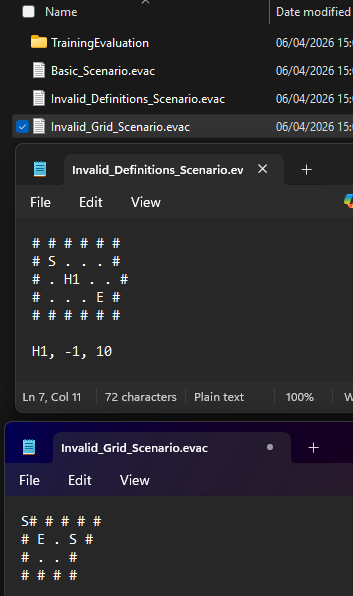 Name Date modified
TrainingEvaluation 06/04/2026 15:0
Basic_Scenario.evac 06/04/2026 15:
Invalid_Definitions_Scenario.evac 06/04/2026 15:
Invalid_Grid_Scenario.evac 06/04/2026 15:
Invalid_Definitions_Scenario.ev
File Edit View
# # # # # #
# S . . . #
# . H1 . . #
# . . . E #
# # # # # #
H1, -1, 10
Ln 7, Col 11 72 characters Plain text 100% W
Invalid_Grid_Scenario.evac
File Edit View
S# # # # #
# E . S #
# . . #
# # # #